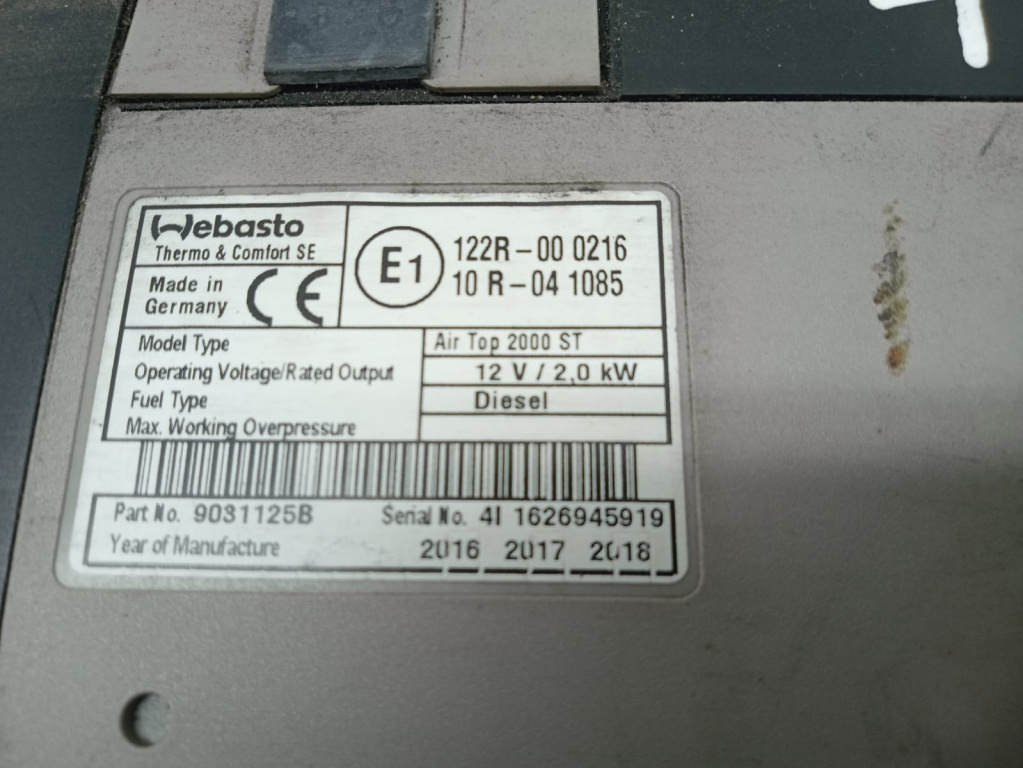 Webasto
Thermo & Comfort SE
Made in
Germany
CE
E1
122R-00 0216
10 R-04 1085
Model Type Air Top 2000 ST
Operating Voltage/Rated Output 12 V / 2,0 kW
Fuel Type Diesel
Max. Working Overpressure
Part No. 9031125B Serial No. 41 1626945919
Year of Manufacture 2016 2017 2018